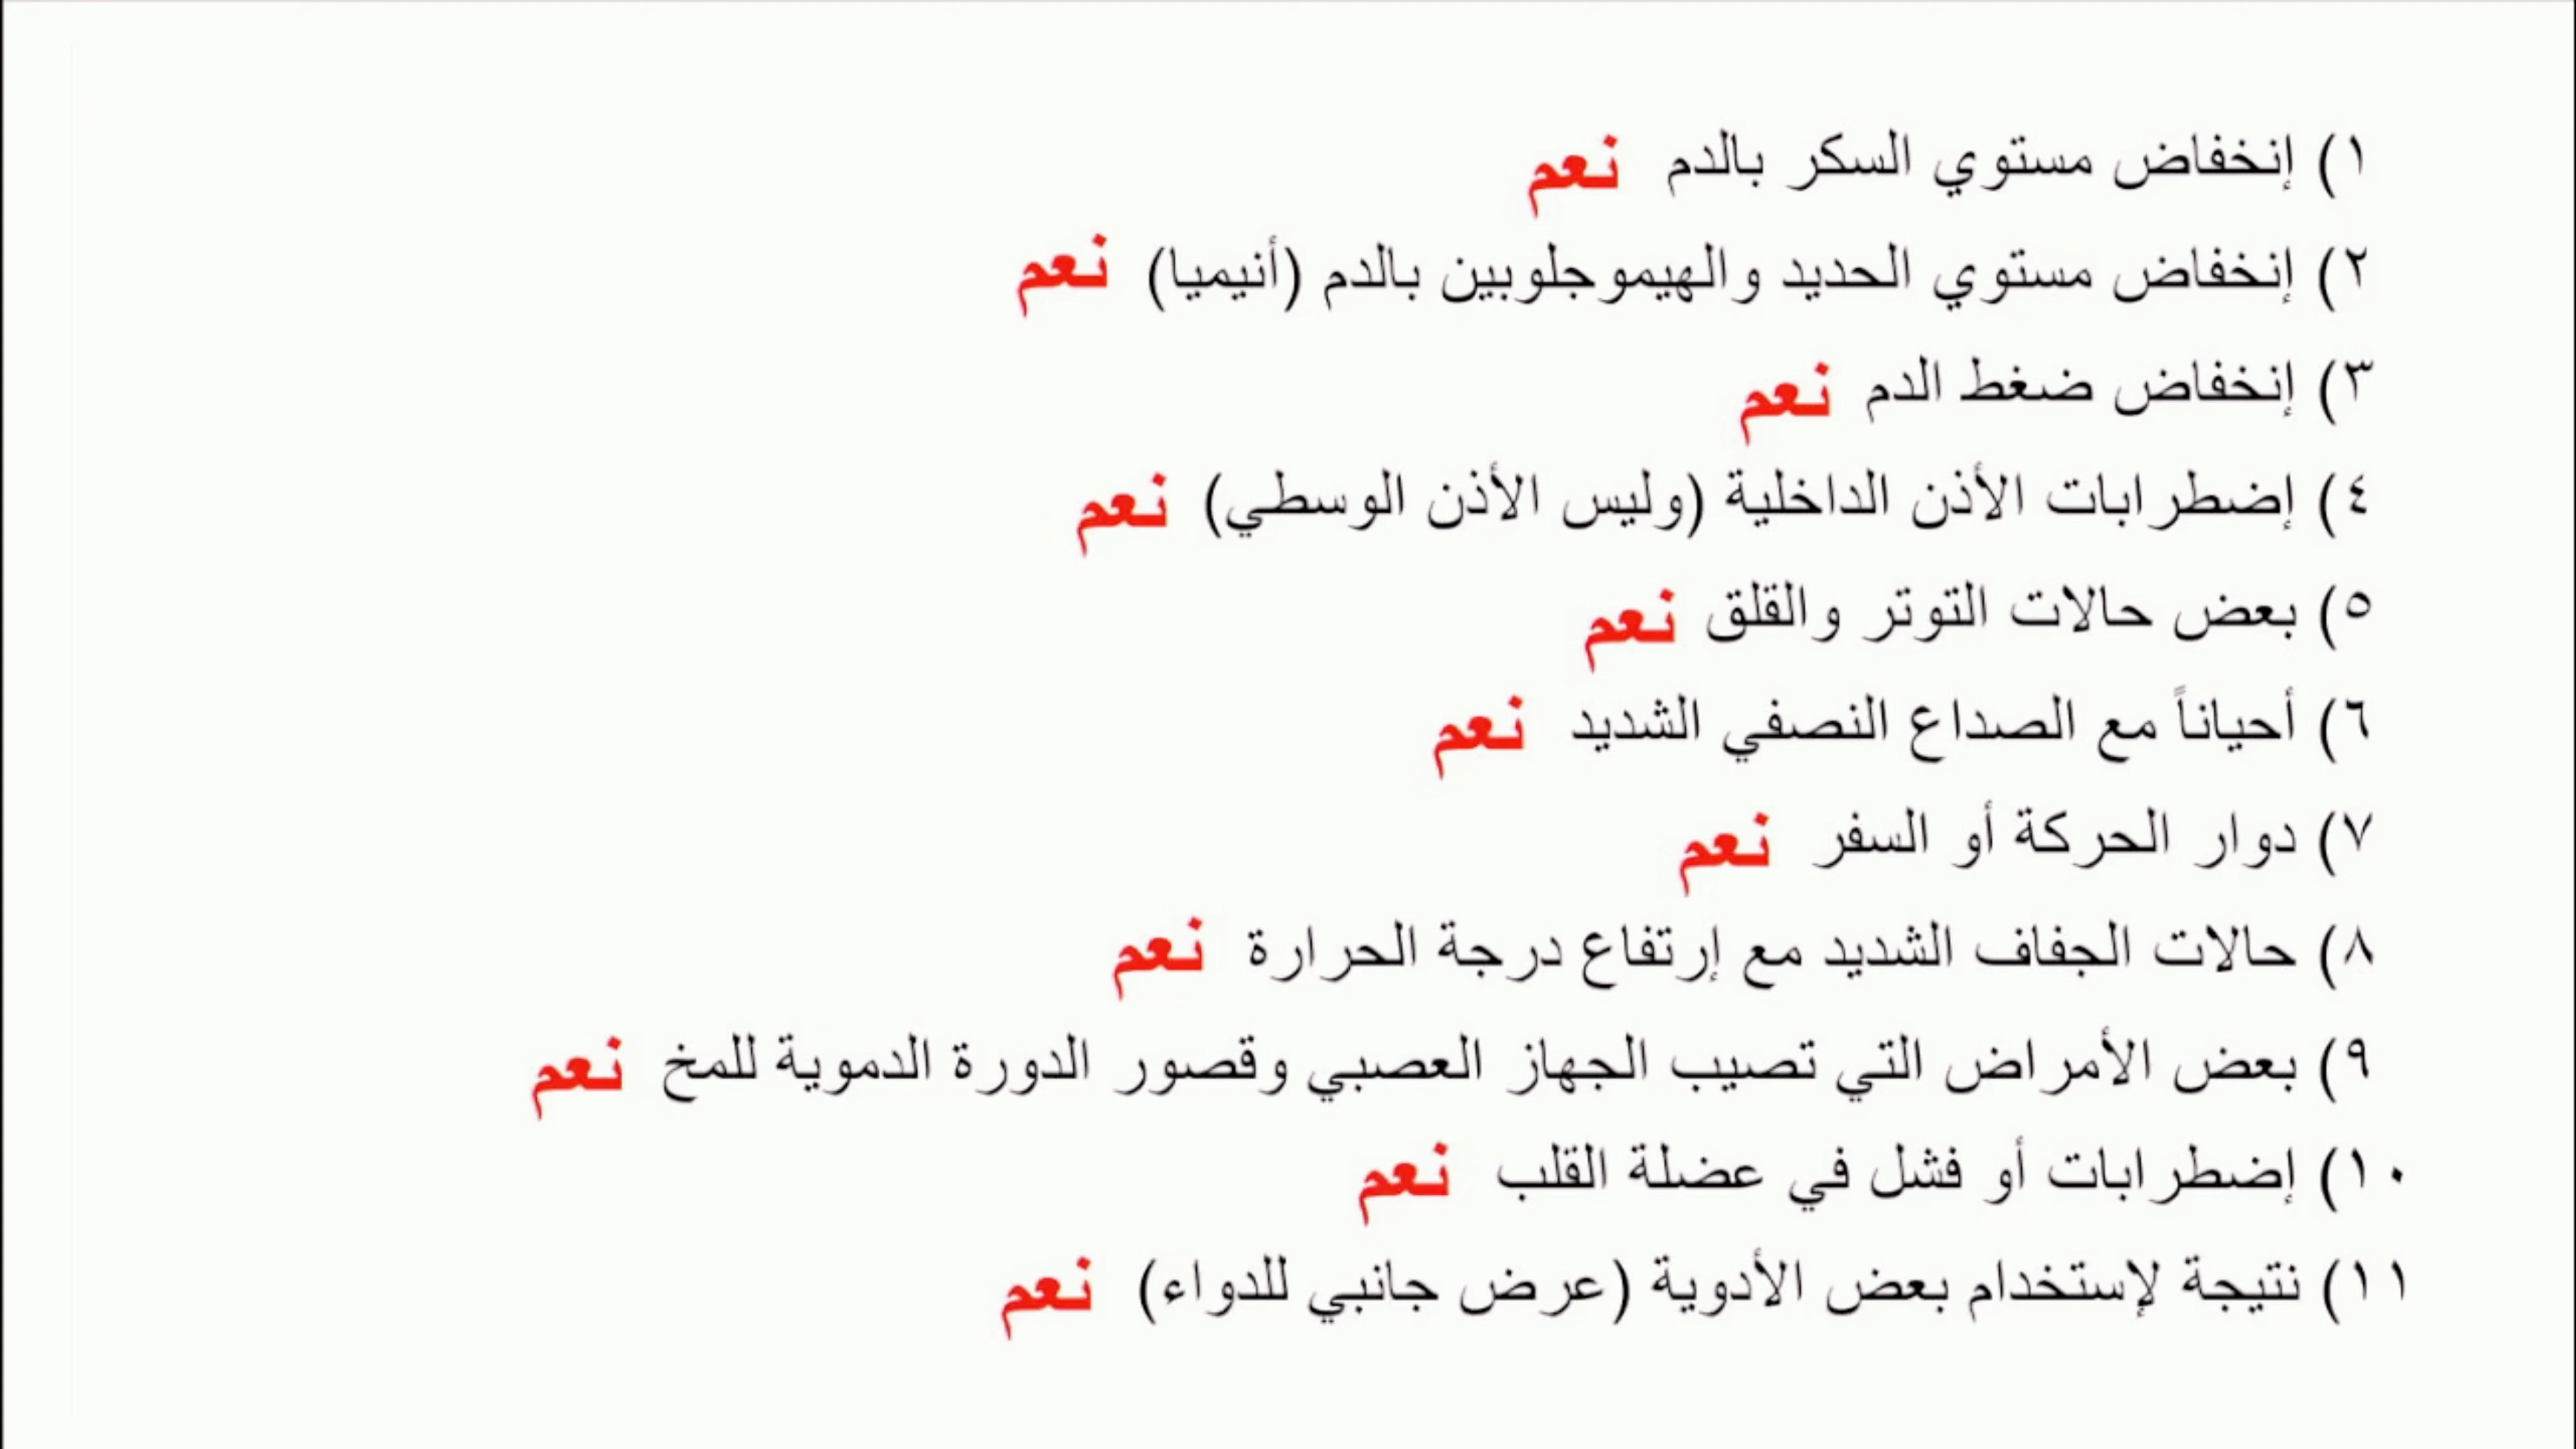 ١) إنخفاض مستوي السكر بالدم نعم
٢) إنخفاض مستوي الحديد والهيموجلوبين بالدم (أنيميا) نعم
٣) إنخفاض ضغط الدم نعم
٤) إضطرابات الأذن الداخلية (وليس الأذن الوسطي) نعم
٥) بعض حالات التوتر والقلق نعم
٦) أحياناً مع الصداع النصفي الشديد نعم
٧) دوار الحركة أو السفر نعم
٨) حالات الجفاف الشديد مع إرتفاع درجة الحرارة نعم
٩) بعض الأمراض التي تصيب الجهاز العصبي وقصور الدورة الدموية للمخ نعم
١٠) إضطرابات أو فشل في عضلة القلب نعم
١١) نتيجة لإستخدام بعض الأدوية (عرض جانبي للدواء) نعم